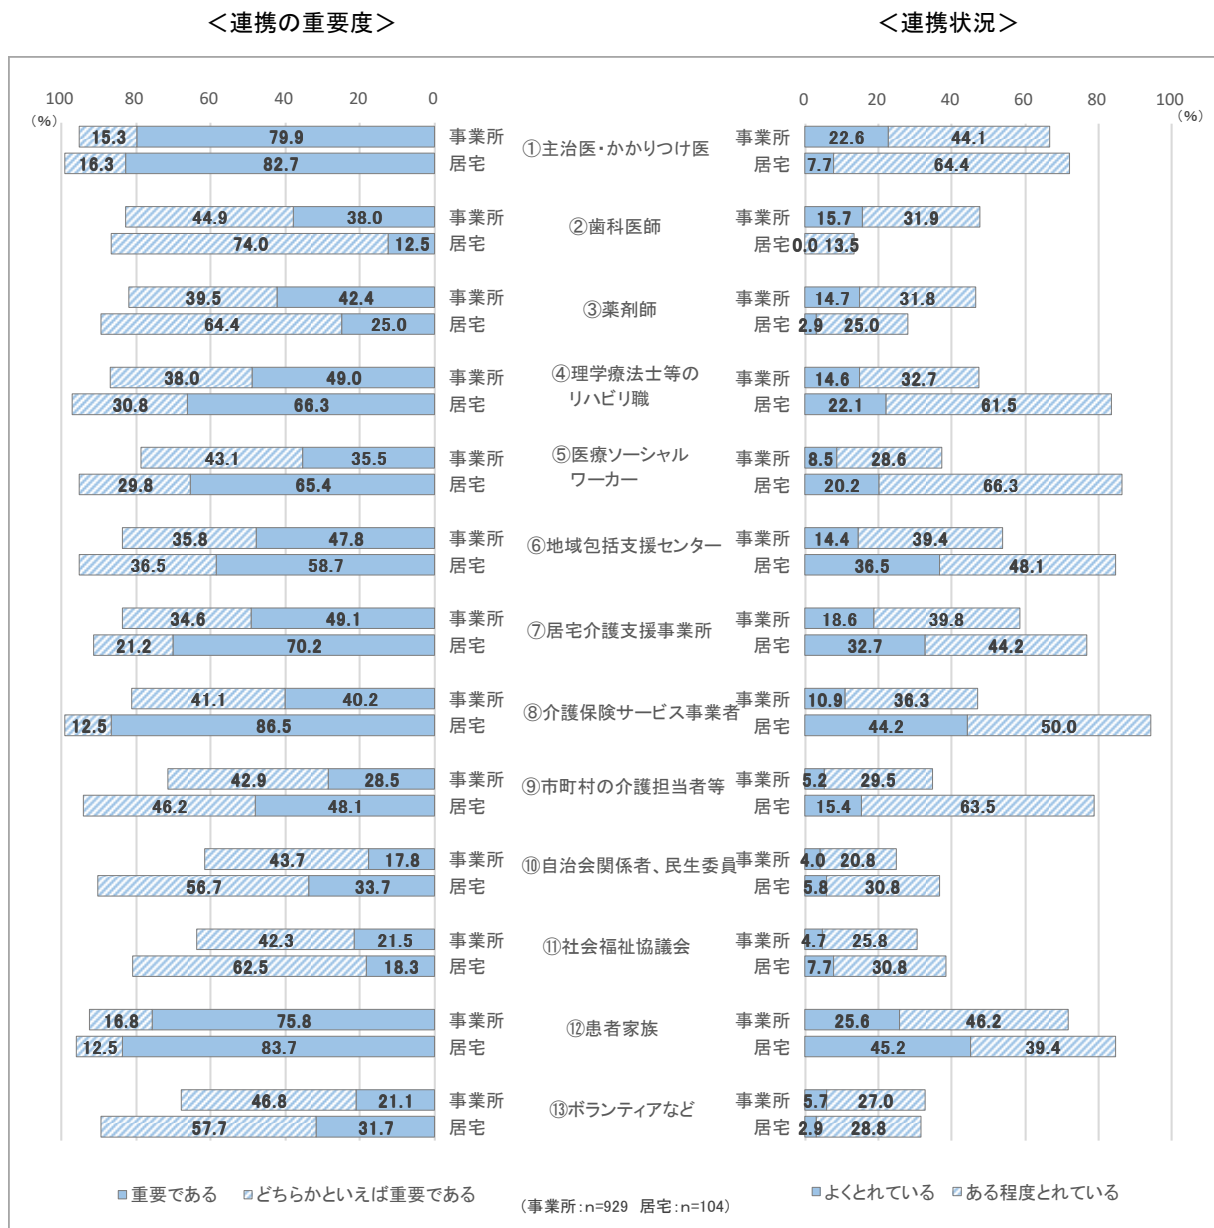 ＜連携の重要度＞ ＜連携状況＞
100 80 60 40 20 0 0 20 40 60 80 100
(%) (%)
15.3 79.9 事業所 ①主治医・かかりつけ医 事業所 22.6 44.1
16.3 82.7 居宅 居宅 7.7 64.4
44.9 38.0 事業所 ②歯科医師 事業所 15.7 31.9
74.0 12.5 居宅 居宅 0.0 13.5
39.5 42.4 事業所 ③薬剤師 事業所 14.7 31.8
64.4 25.0 居宅 居宅 2.9 25.0
38.0 49.0 事業所 ④理学療法士等の 事業所 14.6 32.7
30.8 66.3 居宅 リハビリ職 居宅 22.1 61.5
43.1 35.5 事業所 ⑤医療ソーシャル 事業所 8.5 28.6
29.8 65.4 居宅 ワーカー 居宅 20.2 66.3
35.8 47.8 事業所 ⑥地域包括支援センター 事業所 14.4 39.4
36.5 58.7 居宅 居宅 36.5 48.1
34.6 49.1 事業所 ⑦居宅介護支援事業所 事業所 18.6 39.8
21.2 70.2 居宅 居宅 32.7 44.2
41.1 40.2 事業所 ⑧介護保険サービス事業者 事業所 10.9 36.3
12.5 86.5 居宅 居宅 44.2 50.0
42.9 28.5 事業所 ⑨市町村の介護担当者等 事業所 5.2 29.5
46.2 48.1 居宅 居宅 15.4 63.5
43.7 17.8 事業所 ⑩自治会関係者、民生委員 事業所 4.0 20.8
56.7 33.7 居宅 居宅 5.8 30.8
42.3 21.5 事業所 ⑪社会福祉協議会 事業所 4.7 25.8
62.5 18.3 居宅 居宅 7.7 30.8
16.8 75.8 事業所 ⑫患者家族 事業所 25.6 46.2
12.5 83.7 居宅 居宅 45.2 39.4
46.8 21.1 事業所 ⑬ボランティアなど 事業所 5.7 27.0
57.7 31.7 居宅 居宅 2.9 28.8
重要である どちらかといえば重要である (事業所：n=929 居宅：n=104) よくとれている ある程度とれている